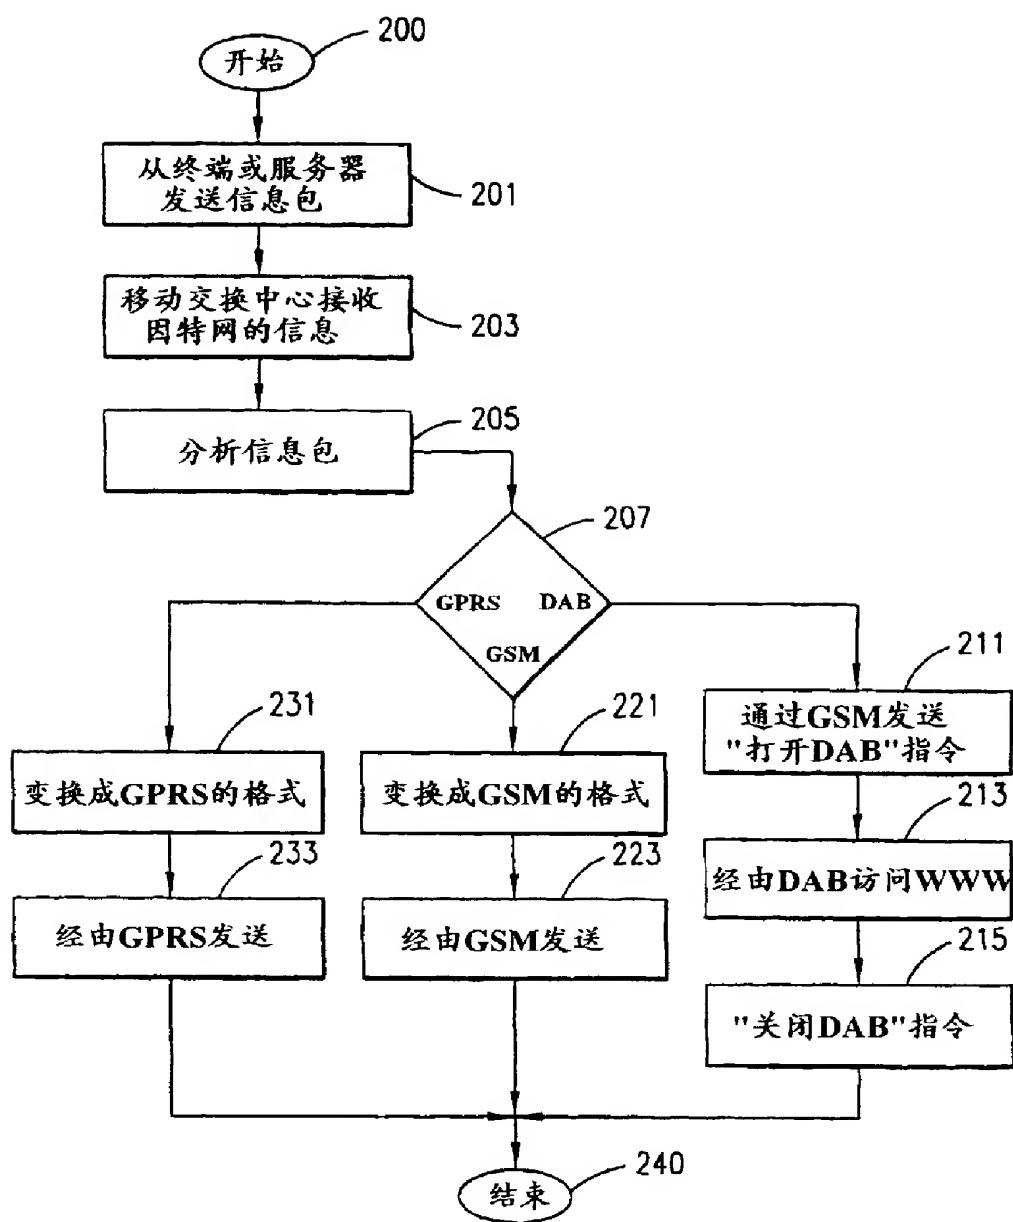 200
开始
从终端或服务器
发送信息包
201
移动交换中心接收
因特网的信息
203
205
分析信息包
207
GPRS DAB
GSM
211
通过GSM发送
"打开DAB"指令
231
变换成GPRS的格式
221
变换成GSM的格式
213
经由DAB访问WWW
233
经由GPRS发送
223
经由GSM发送
215
"关闭DAB"指令
240
结束